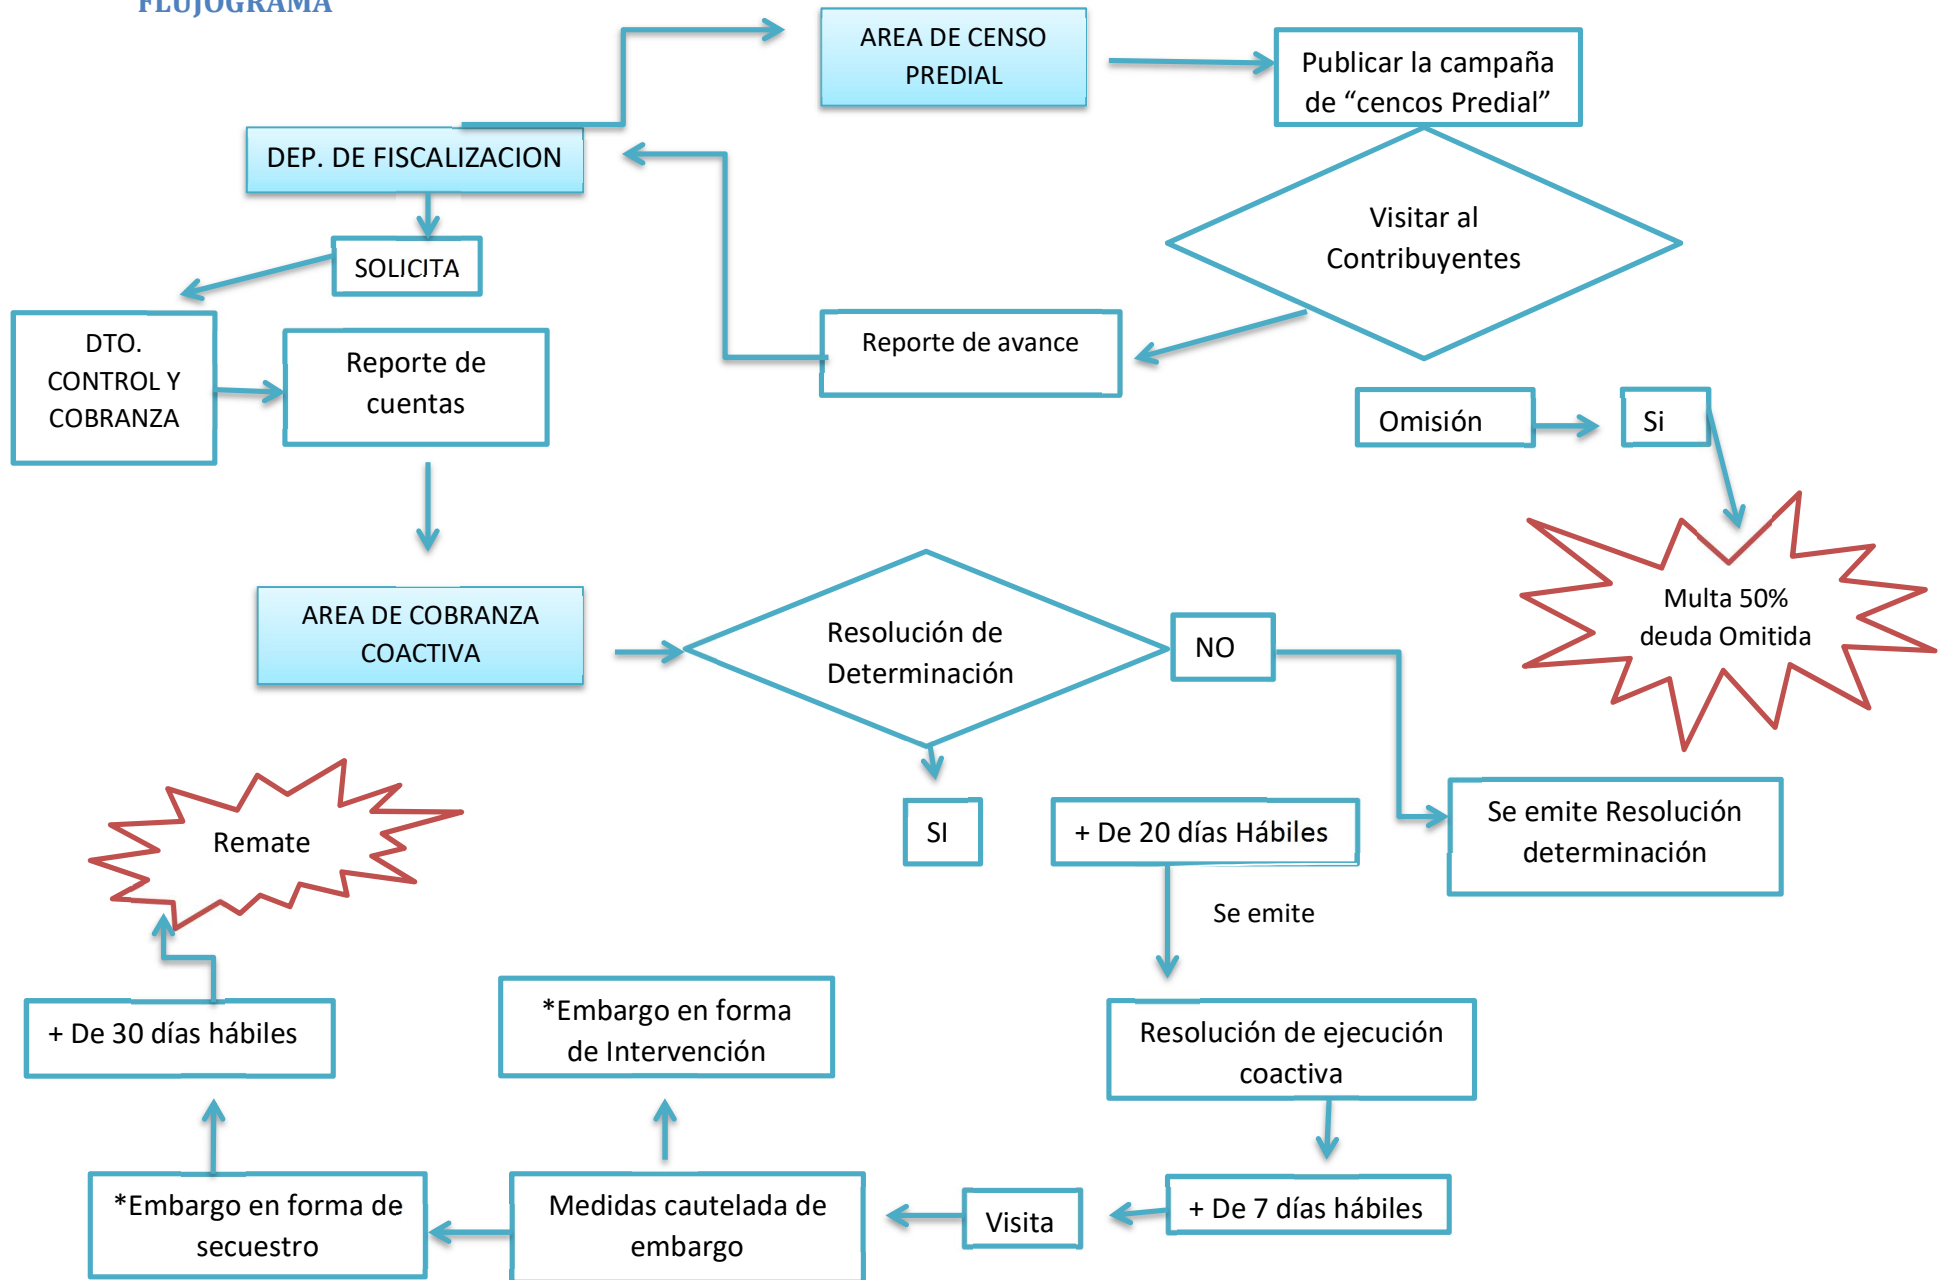 FLUJOGRAMA
AREA DE CENSO
PREDIAL
Publicar la campaña
de “cencos Predial”
DEP. DE FISCALIZACION
Visitar al
Contribuyentes
SOLICITA
DTO.
CONTROL Y
COBRANZA
Reporte de
cuentas
Reporte de avance
Omisión
Si
Multa 50%
deuda Omitida
AREA DE COBRANZA
COACTIVA
Resolución de
Determinación
NO
SI
+ De 20 días Hábiles
Se emite Resolución
determinación
Remate
Se emite
+ De 30 días hábiles
*Embargo en forma
de Intervención
Resolución de ejecución
coactiva
*Embargo en forma de
secuestro
Medidas cautelada de
embargo
Visita
+ De 7 días hábiles